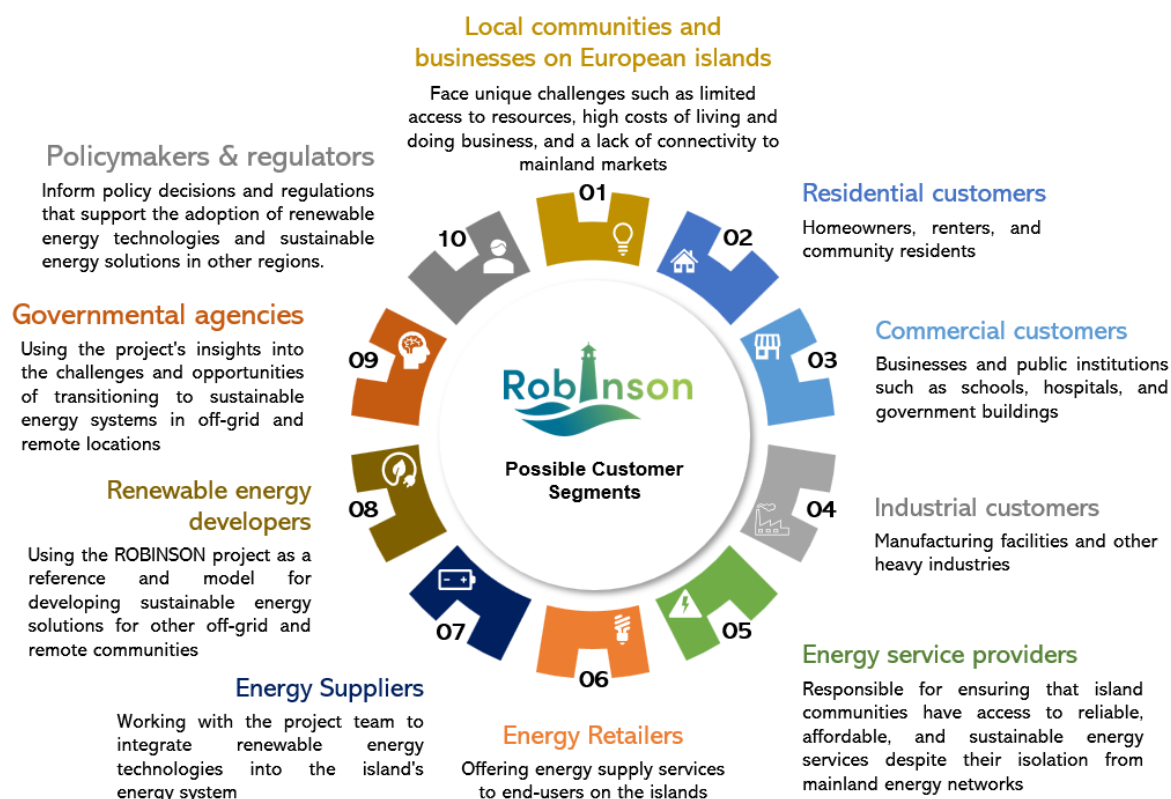 Local communities and
businesses on European islands
Face unique challenges such as limited
access to resources, high costs of living and
doing business, and a lack of connectivity to
mainland markets
01
Residential customers
Homeowners, renters, and
community residents
02
Commercial customers
Businesses and public institutions
such as schools, hospitals, and
government buildings
03
Industrial customers
Manufacturing facilities and other
heavy industries
04
Energy service providers
Responsible for ensuring that island
communities have access to reliable,
affordable, and sustainable energy
services despite their isolation from
mainland energy networks
05
Energy Retailers
Offering energy supply services
to end-users on the islands
06
Energy Suppliers
Working with the project team to
integrate renewable energy
technologies into the island's
energy system
07
Renewable energy
developers
Using the ROBINSON project as a
reference and model for
developing sustainable energy
solutions for other off-grid and
remote communities
08
Governmental agencies
Using the project's insights into
the challenges and opportunities
of transitioning to sustainable
energy systems in off-grid and
remote locations
09
Policymakers & regulators
Inform policy decisions and regulations
that support the adoption of renewable
energy technologies and sustainable
energy solutions in other regions.
10
Robinson
Possible Customer
Segments